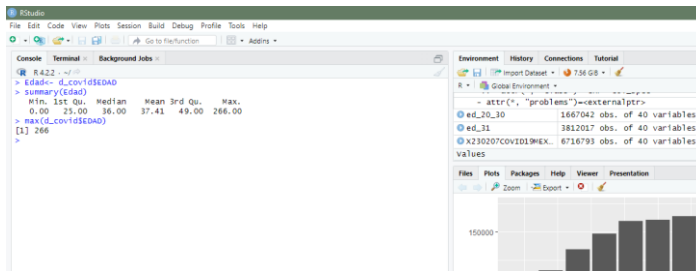 RStudio
File Edit Code View Plots Session Build Debug Profile Tools Help
Go to file/function Addins
Console Terminal × Background Jobs ×
R 4.2.2 · ~/
> Edad<- d_covid$EDAD
> summary(Edad)
Min. 1st Qu. Median Mean 3rd Qu. Max.
0.00 25.00 36.00 37.41 49.00 266.00
> max(d_covid$EDAD)
[1] 266
>
Environment History Connections Tutorial
Import Dataset 7.56 GB
R Global Environment
- attr(*, "problems")=<externalptr>
ed_20_30 1667042 obs. of 40 variables
ed_31 3812017 obs. of 40 variables
X230207COVID19MEX… 6716793 obs. of 40 variables
values
Files Plots Packages Help Viewer Presentation
Zoom Export
150000